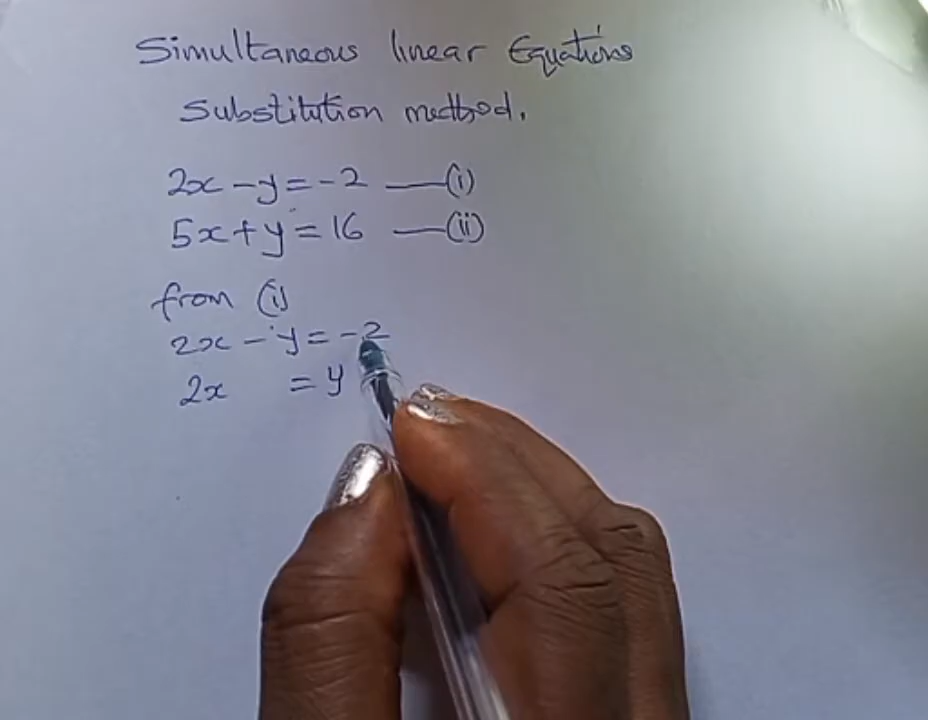 Simultaneous linear Equations
Substitution method.
2x - y = -2 —(i)
5x + y = 16 —(ii)
from (i)
2x - y = -2
2x = y